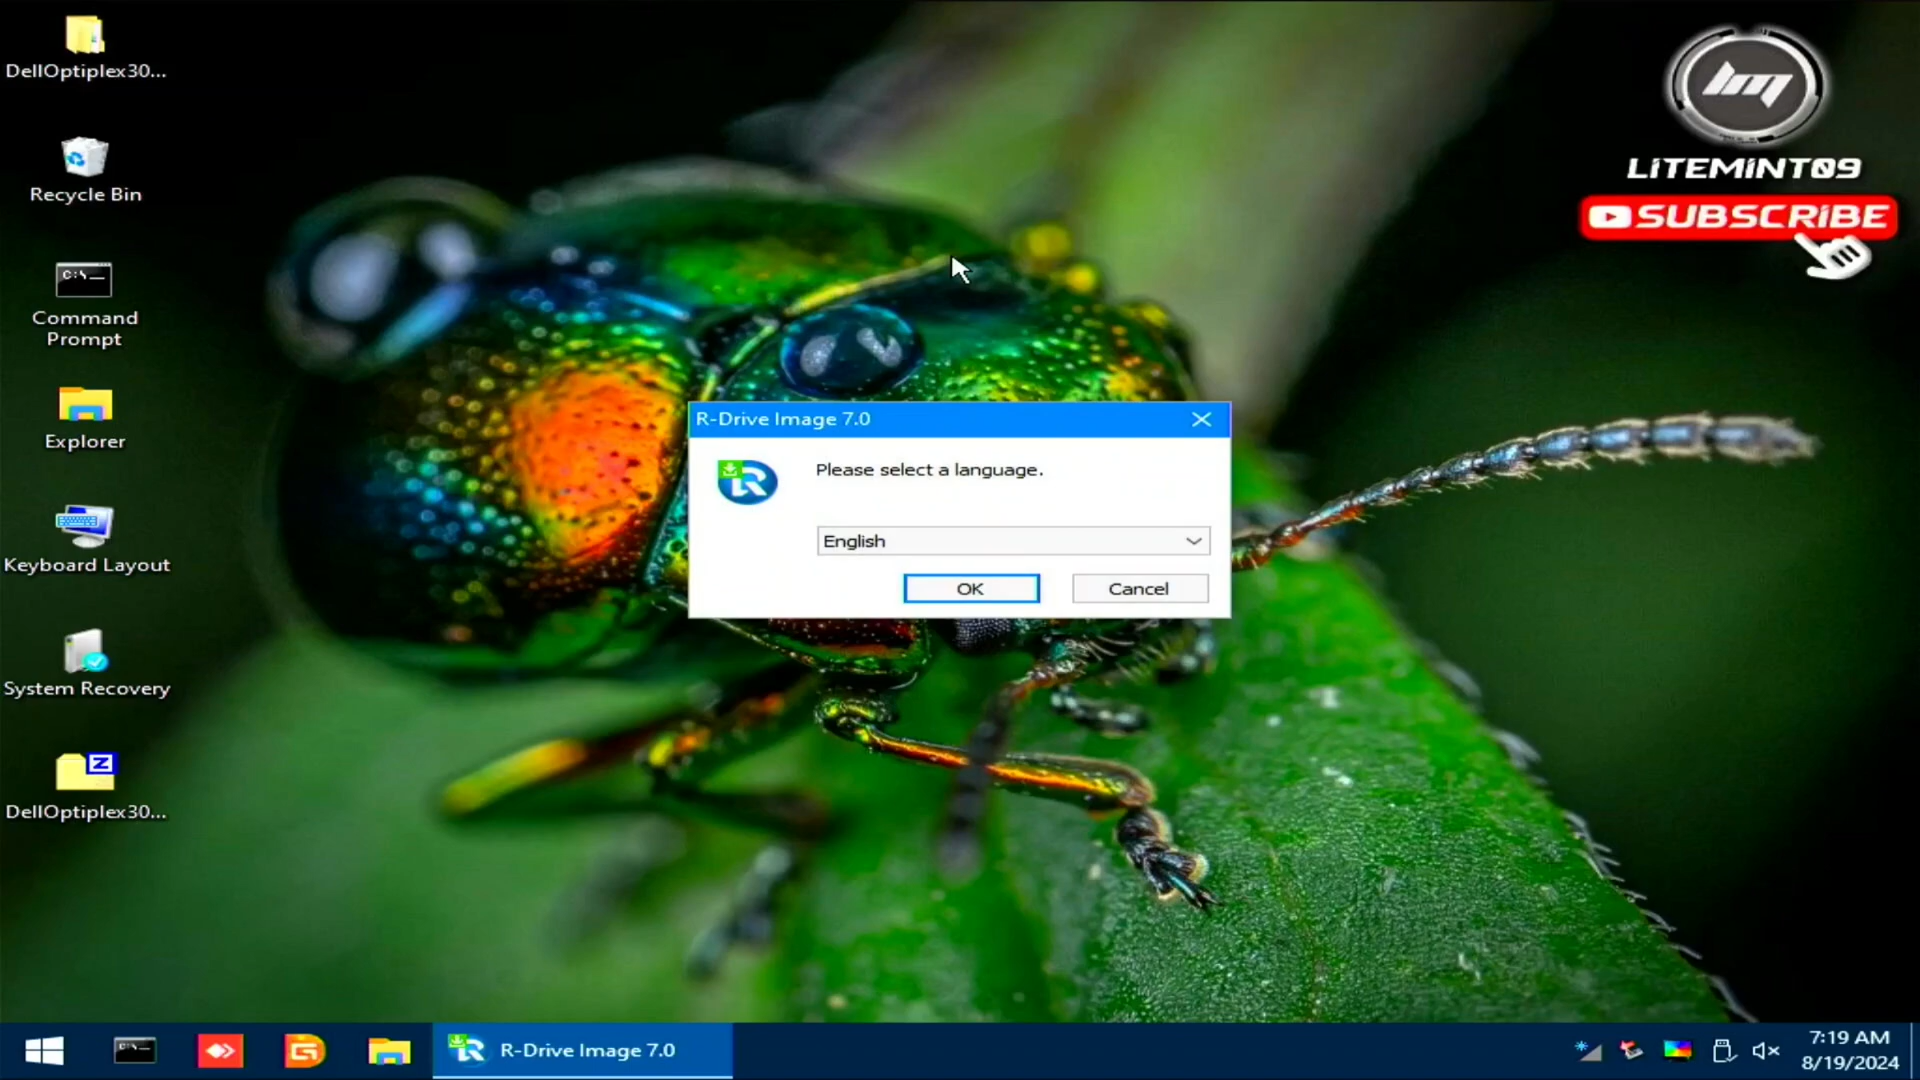 DellOptiplex30...
Recycle Bin
C:\_
Command
Prompt
Explorer
Keyboard Layout
System Recovery
Z
DellOptiplex30...
LiTEMiNT09
SUBSCRiBE
R-Drive Image 7.0
R
Please select a language.
English
OK
Cancel
R-Drive Image 7.0
7:19 AM
8/19/2024